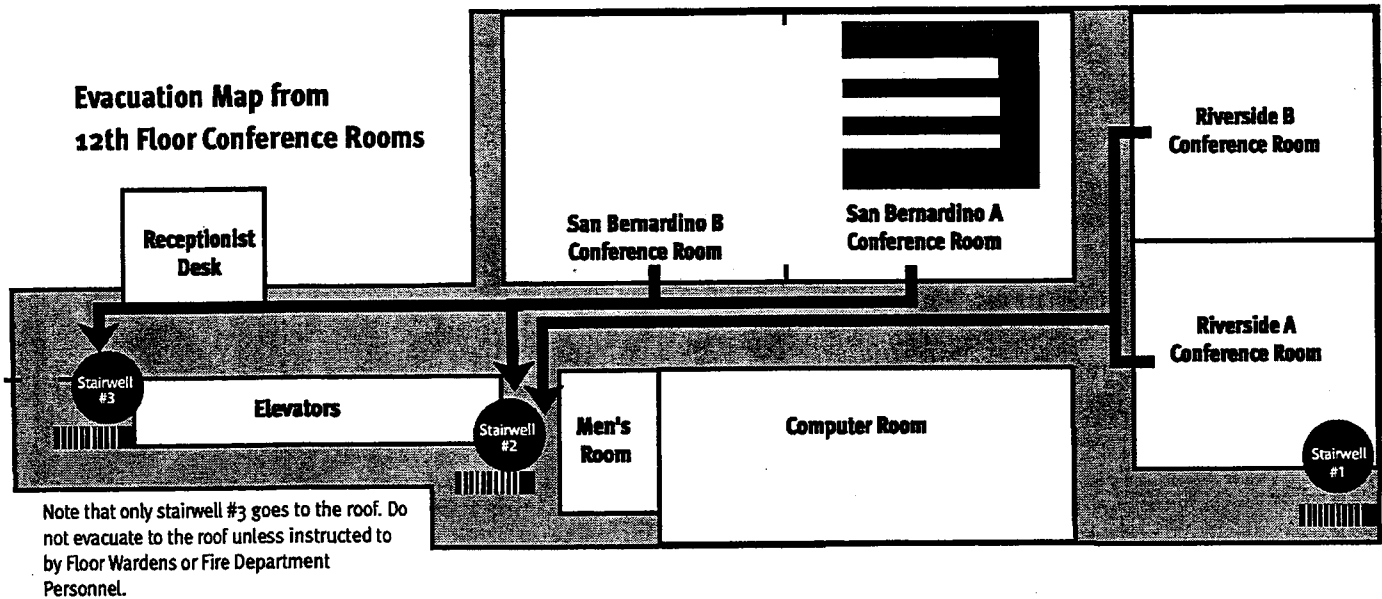 Evacuation Map from
12th Floor Conference Rooms
Receptionist
Desk
San Bernardino B
Conference Room
San Bernardino A
Conference Room
Riverside B
Conference Room
Riverside A
Conference Room
Stairwell
#3
Elevators
Stairwell
#2
Men's
Room
Computer Room
Stairwell
#1
Note that only stairwell #3 goes to the roof. Do
not evacuate to the roof unless instructed to
by Floor Wardens or Fire Department
Personnel.